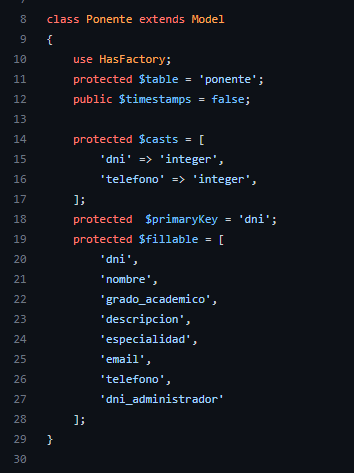 8 class Ponente extends Model
9 {
10     use HasFactory;
11     protected $table = 'ponente';
12     public $timestamps = false;
13
14     protected $casts = [
15         'dni' => 'integer',
16         'telefono' => 'integer',
17     ];
18     protected  $primaryKey = 'dni';
19     protected $fillable = [
20         'dni',
21         'nombre',
22         'grado_academico',
23         'descripcion',
24         'especialidad',
25         'email',
26         'telefono',
27         'dni_administrador'
28     ];
29 }
30